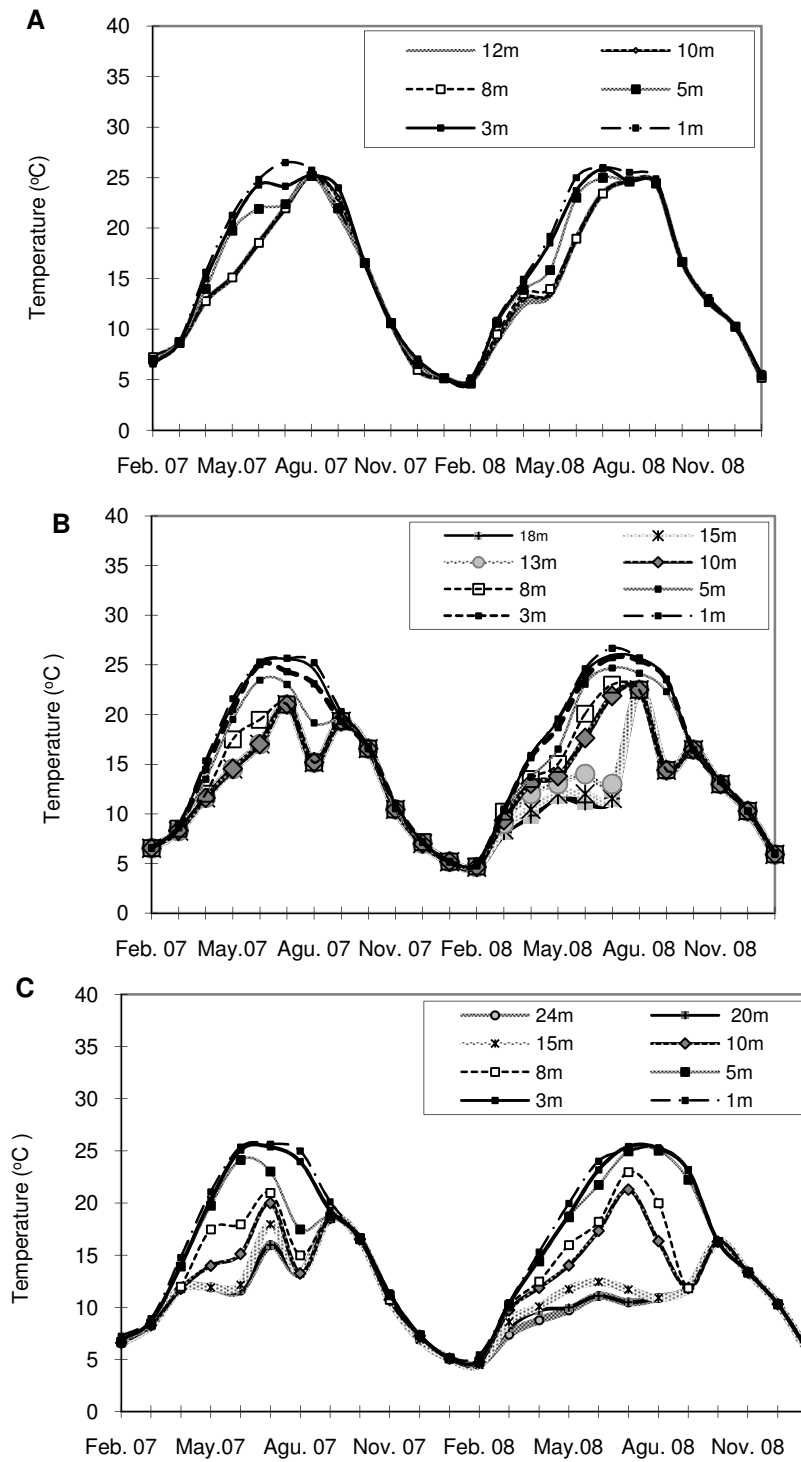 A
40
12m 10m
35
8m 5m
30
3m 1m
25
20
15
10
5
0
Temperature (ºC)
Feb. 07 May.07 Agu. 07 Nov. 07 Feb. 08 May.08 Agu. 08 Nov. 08
B
40
18m 15m
35
13m 10m
8m 5m
30
3m 1m
25
20
15
10
5
0
Temperature (ºC )
Feb. 07 May.07 Agu. 07 Nov. 07 Feb. 08 May.08 Agu. 08 Nov. 08
C
40
24m 20m
35
15m 10m
8m 5m
30
3m 1m
25
20
15
10
5
0
Temperature (ºC )
Feb. 07 May.07 Agu. 07 Nov. 07 Feb. 08 May.08 Agu. 08 Nov. 08